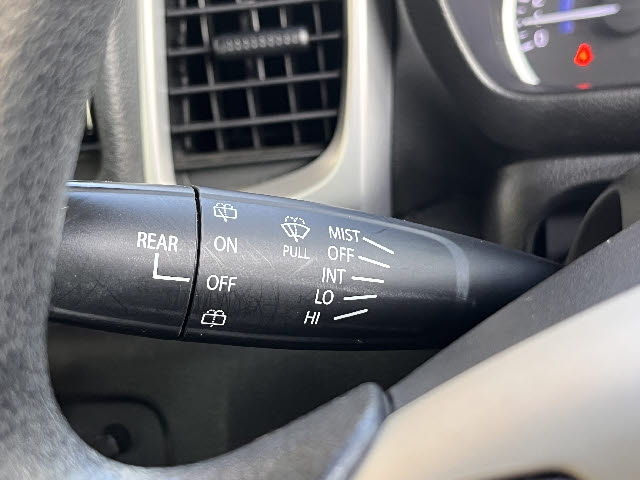 REAR
ON
OFF
PULL
MIST
OFF
INT
LO
HI